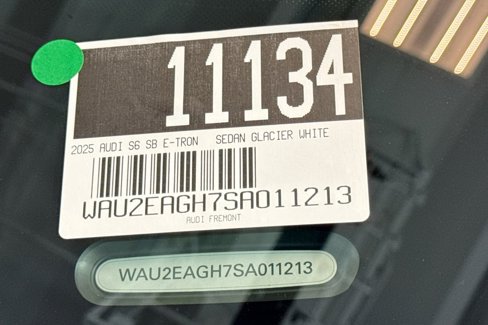 11134
2025 AUDI S6 SB E-TRON SEDAN GLACIER WHITE
WAU2EAGH7SA011213
AUDI FREMONT
WAU2EAGH7SA011213